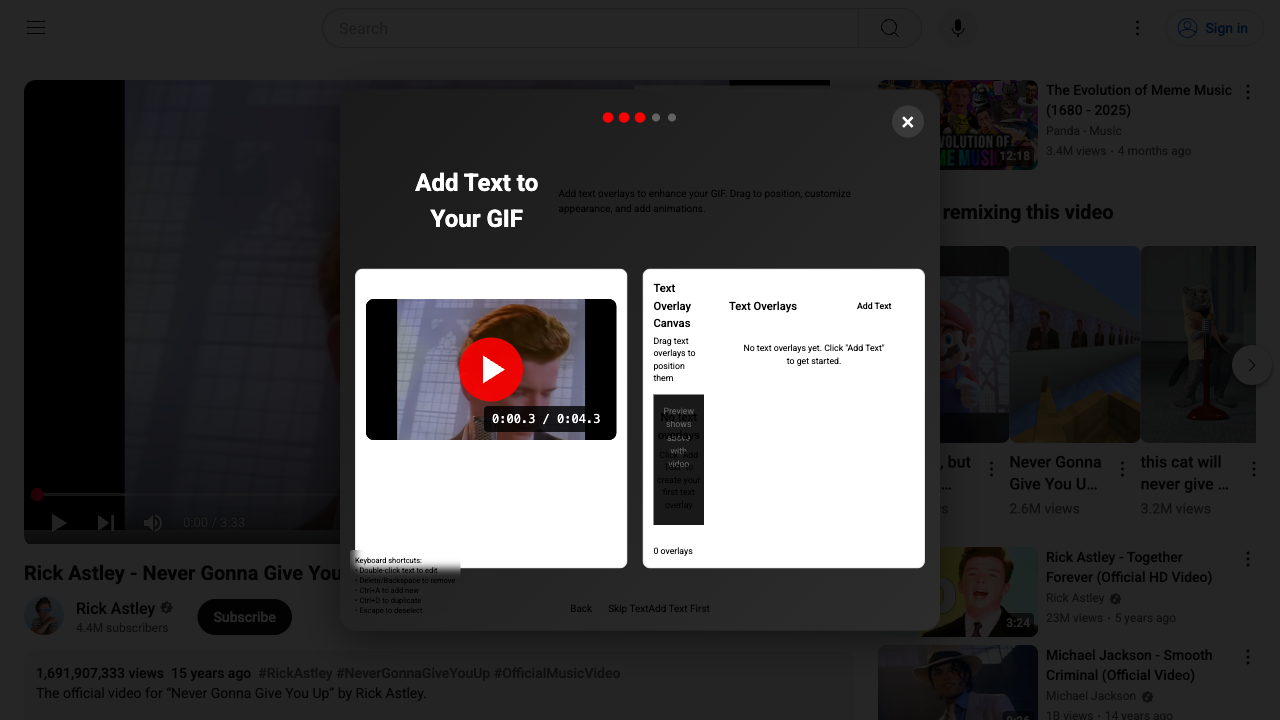 Search
Sign in
Add Text to
Your GIF
Add text overlays to enhance your GIF. Drag to position, customize
appearance, and add animations.
0:00.3 / 0:04.3
Text
Overlay
Canvas
Drag text
overlays to
position
them
Text Overlays
Add Text
No text overlays yet. Click "Add Text"
to get started.
Preview
shows
above
with
video
No text
overlays
Click "Add
create your
first text
overlay
0 overlays
Keyboard shortcuts:
• Double-click text to edit
• Delete/Backspace to remove
• Ctrl+A to add new
• Ctrl+D to duplicate
• Escape to deselect
Back
Skip Text
Add Text First
0:00 / 3:33
Rick Astley - Never Gonna Give You
Rick Astley
4.4M subscribers
Subscribe
1,691,907,333 views 15 years ago #RickAstley #NeverGonnaGiveYouUp #OfficialMusicVideo
The official video for “Never Gonna Give You Up” by Rick Astley.
The Evolution of Meme Music
(1680 - 2025)
Panda - Music
3.4M views • 4 months ago
12:18
remixing this video
, but
...
Never Gonna
Give You U...
2.6M views
this cat will
never give ...
3.2M views
Rick Astley - Together
Forever (Official HD Video)
Rick Astley
23M views • 5 years ago
3:24
Michael Jackson - Smooth
Criminal (Official Video)
Michael Jackson
1B views • 14 years ago